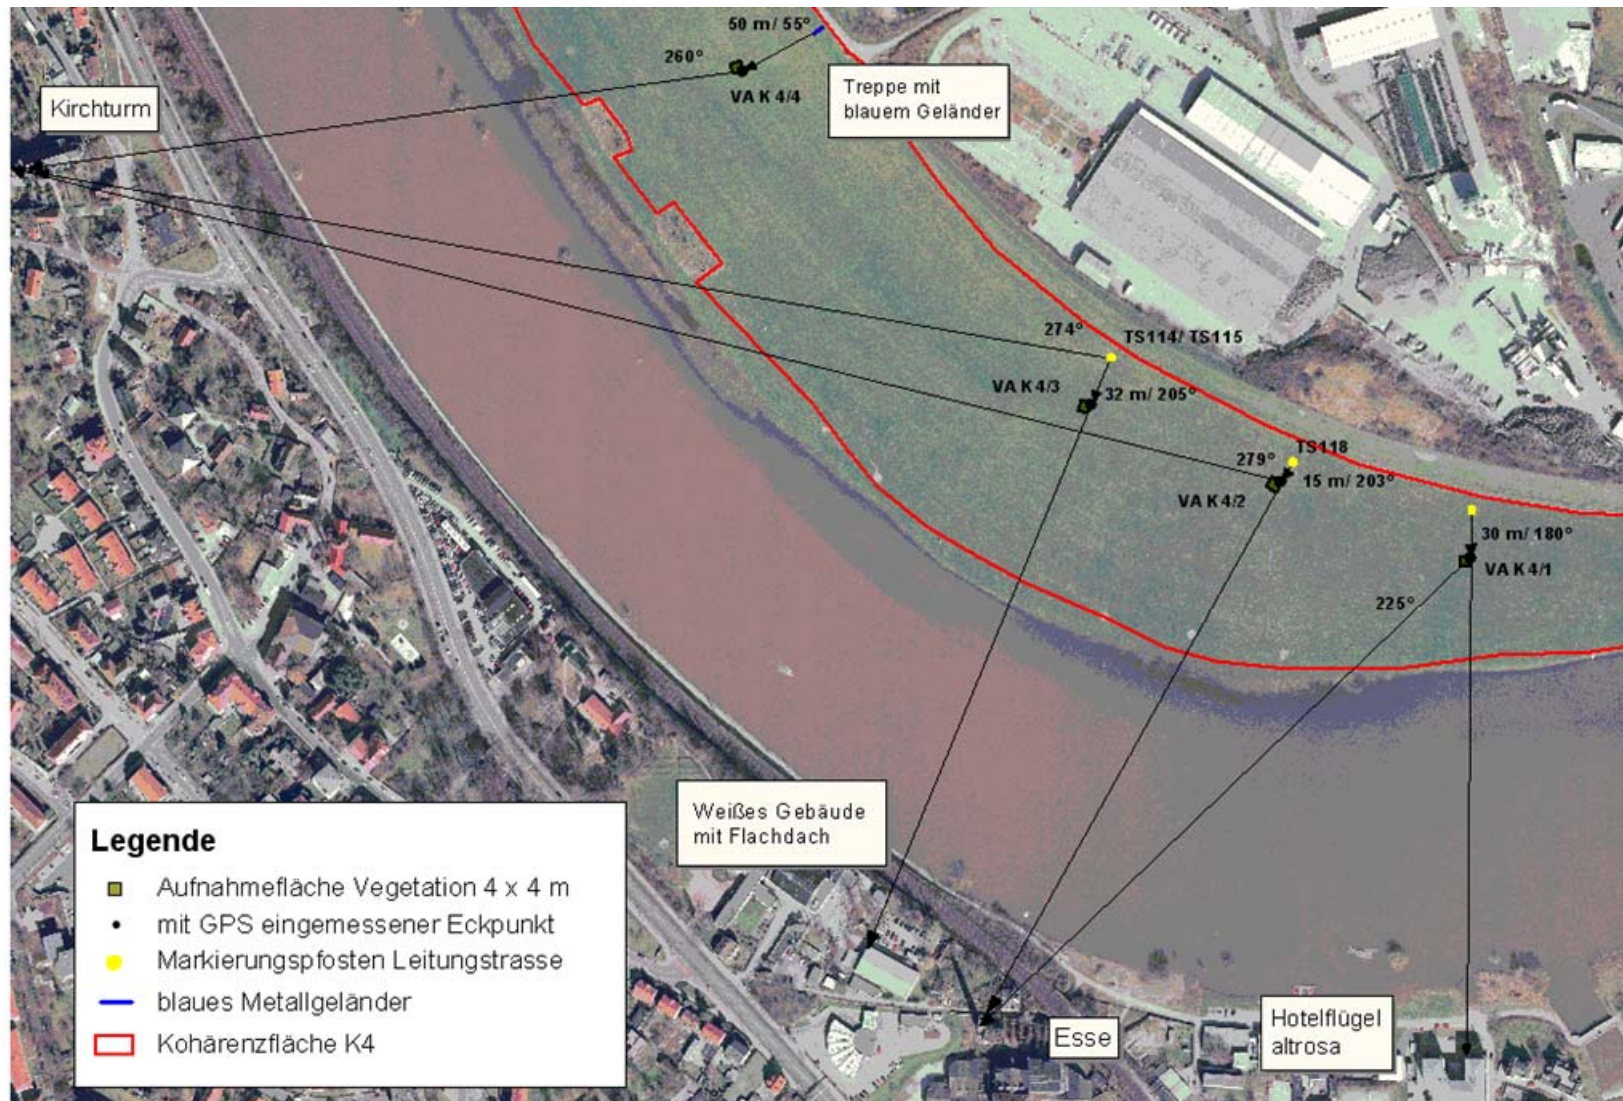 50 m/ 55°
260°
VA K 4/4
Kirchturm
Treppe mit
blauem Geländer
274°
TS114/ TS115
VA K 4/3
32 m/ 205°
279°
TS118
15 m/ 203°
VA K 4/2
30 m/ 180°
VA K 4/1
225°
Weißes Gebäude
mit Flachdach
Legende
Aufnahmefläche Vegetation 4 x 4 m
mit GPS eingemessener Eckpunkt
Markierungspfosten Leitungstrasse
blaues Metallgeländer
Kohärenzfläche K4
Esse
Hotelflügel
altrosa